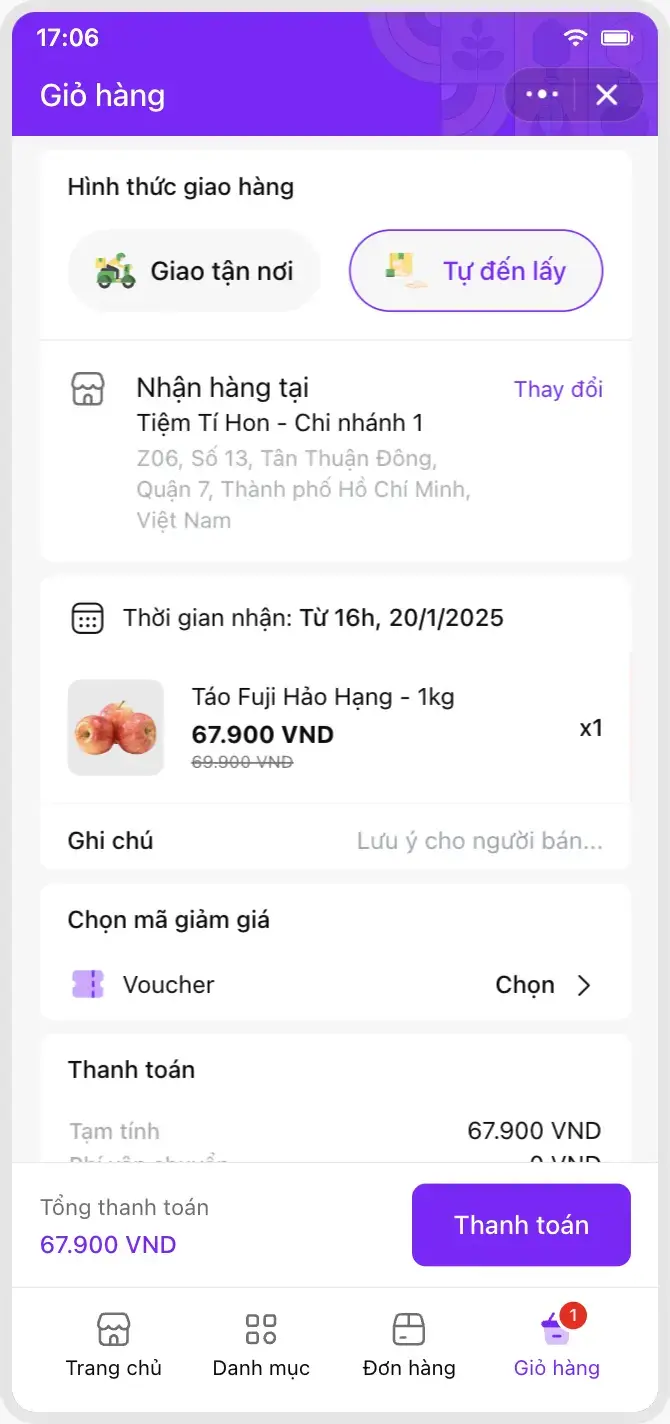 17:06
Giỏ hàng
Hình thức giao hàng
Giao tận nơi
Tự đến lấy
Nhận hàng tại
Thay đổi
Tiệm Tí Hon - Chi nhánh 1
Z06, Số 13, Tân Thuận Đông,
Quận 7, Thành phố Hồ Chí Minh,
Việt Nam
Thời gian nhận: Từ 16h, 20/1/2025
Táo Fuji Hảo Hạng - 1kg
67.900 VND
x1
69.900 VND
Ghi chú
Lưu ý cho người bán...
Chọn mã giảm giá
Voucher
Chọn
Thanh toán
Tạm tính
67.900 VND
Phí vận chuyển
0 VND
Tổng thanh toán
67.900 VND
Thanh toán
1
Trang chủ
Danh mục
Đơn hàng
Giỏ hàng